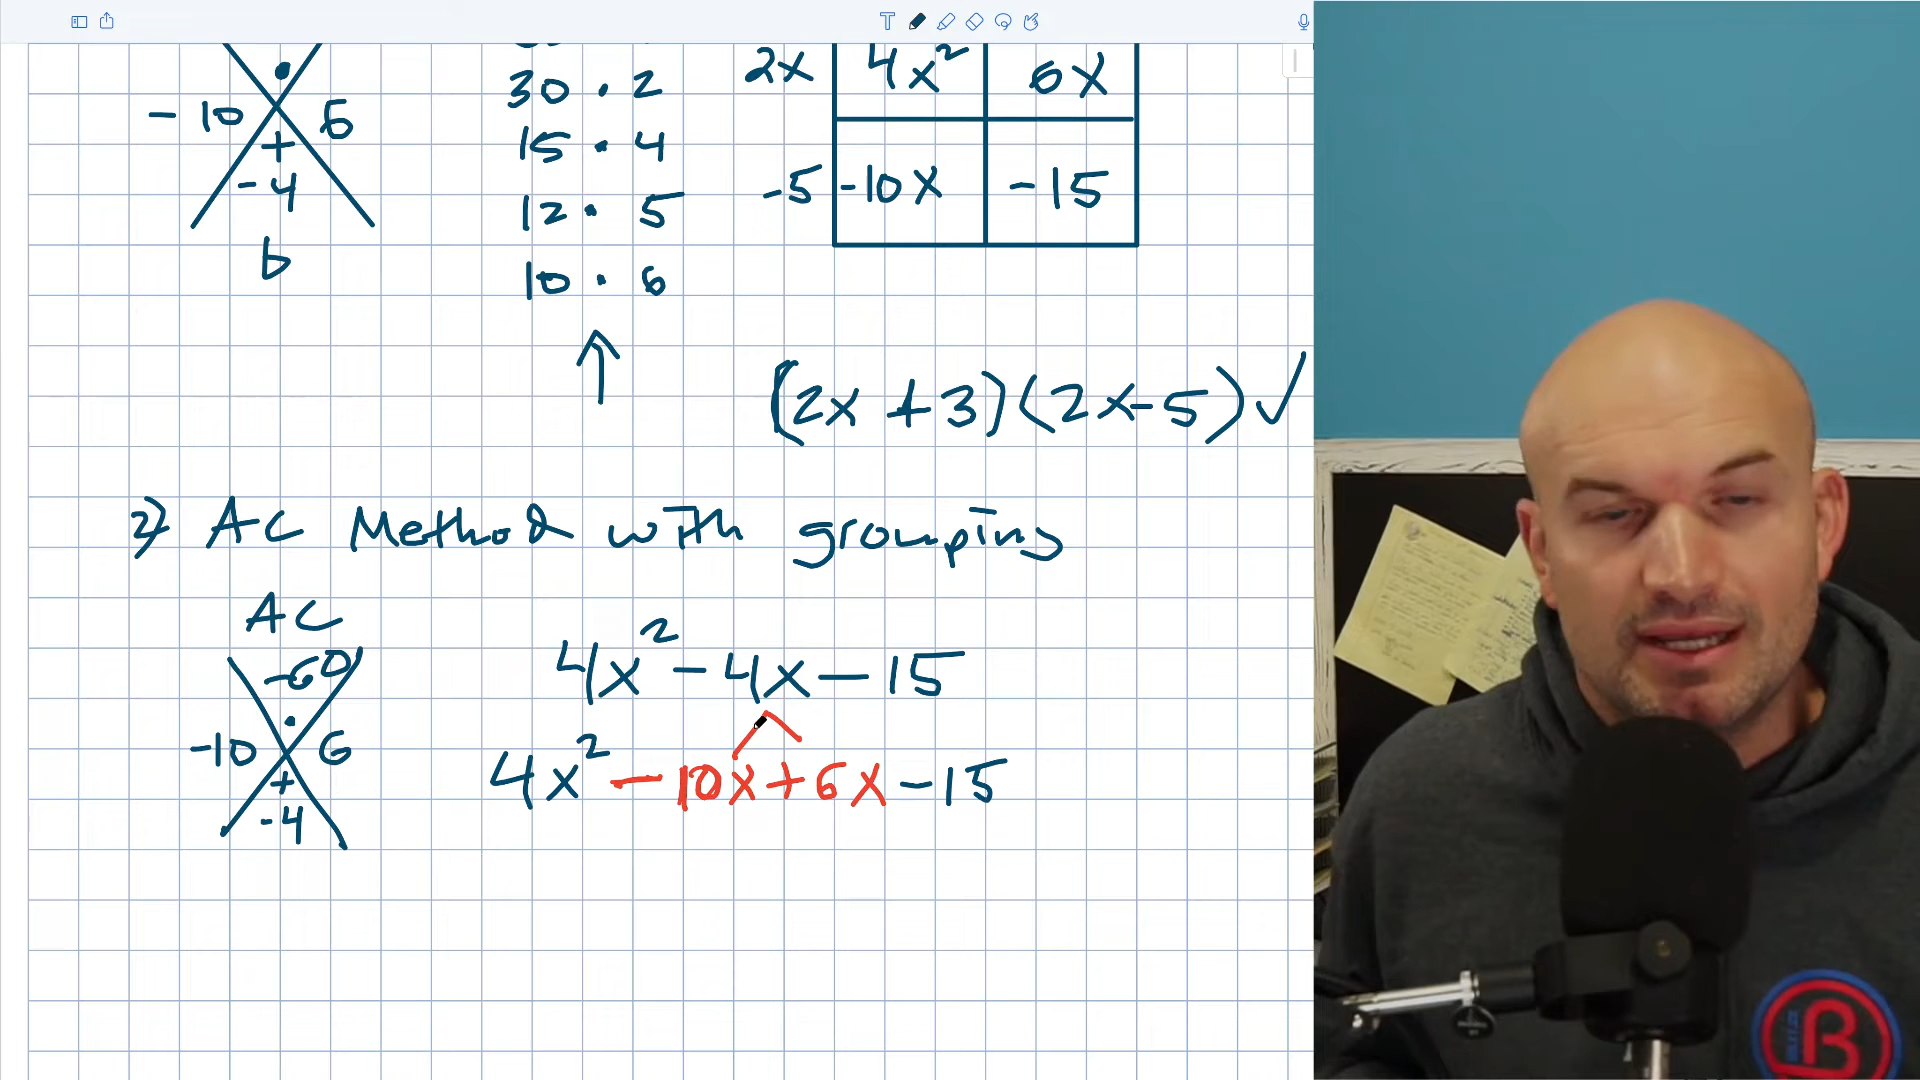 -10 6
+
-4
b
30 · 2
15 · 4
12 · 5
10 · 6
2x 4x² 6x
-5 -10x -15
(2x + 3)(2x-5)✓
2) AC Method with grouping
AC
-60
·
-10 6
+
-4
4x² - 4x - 15
4x² - 10x + 6x - 15